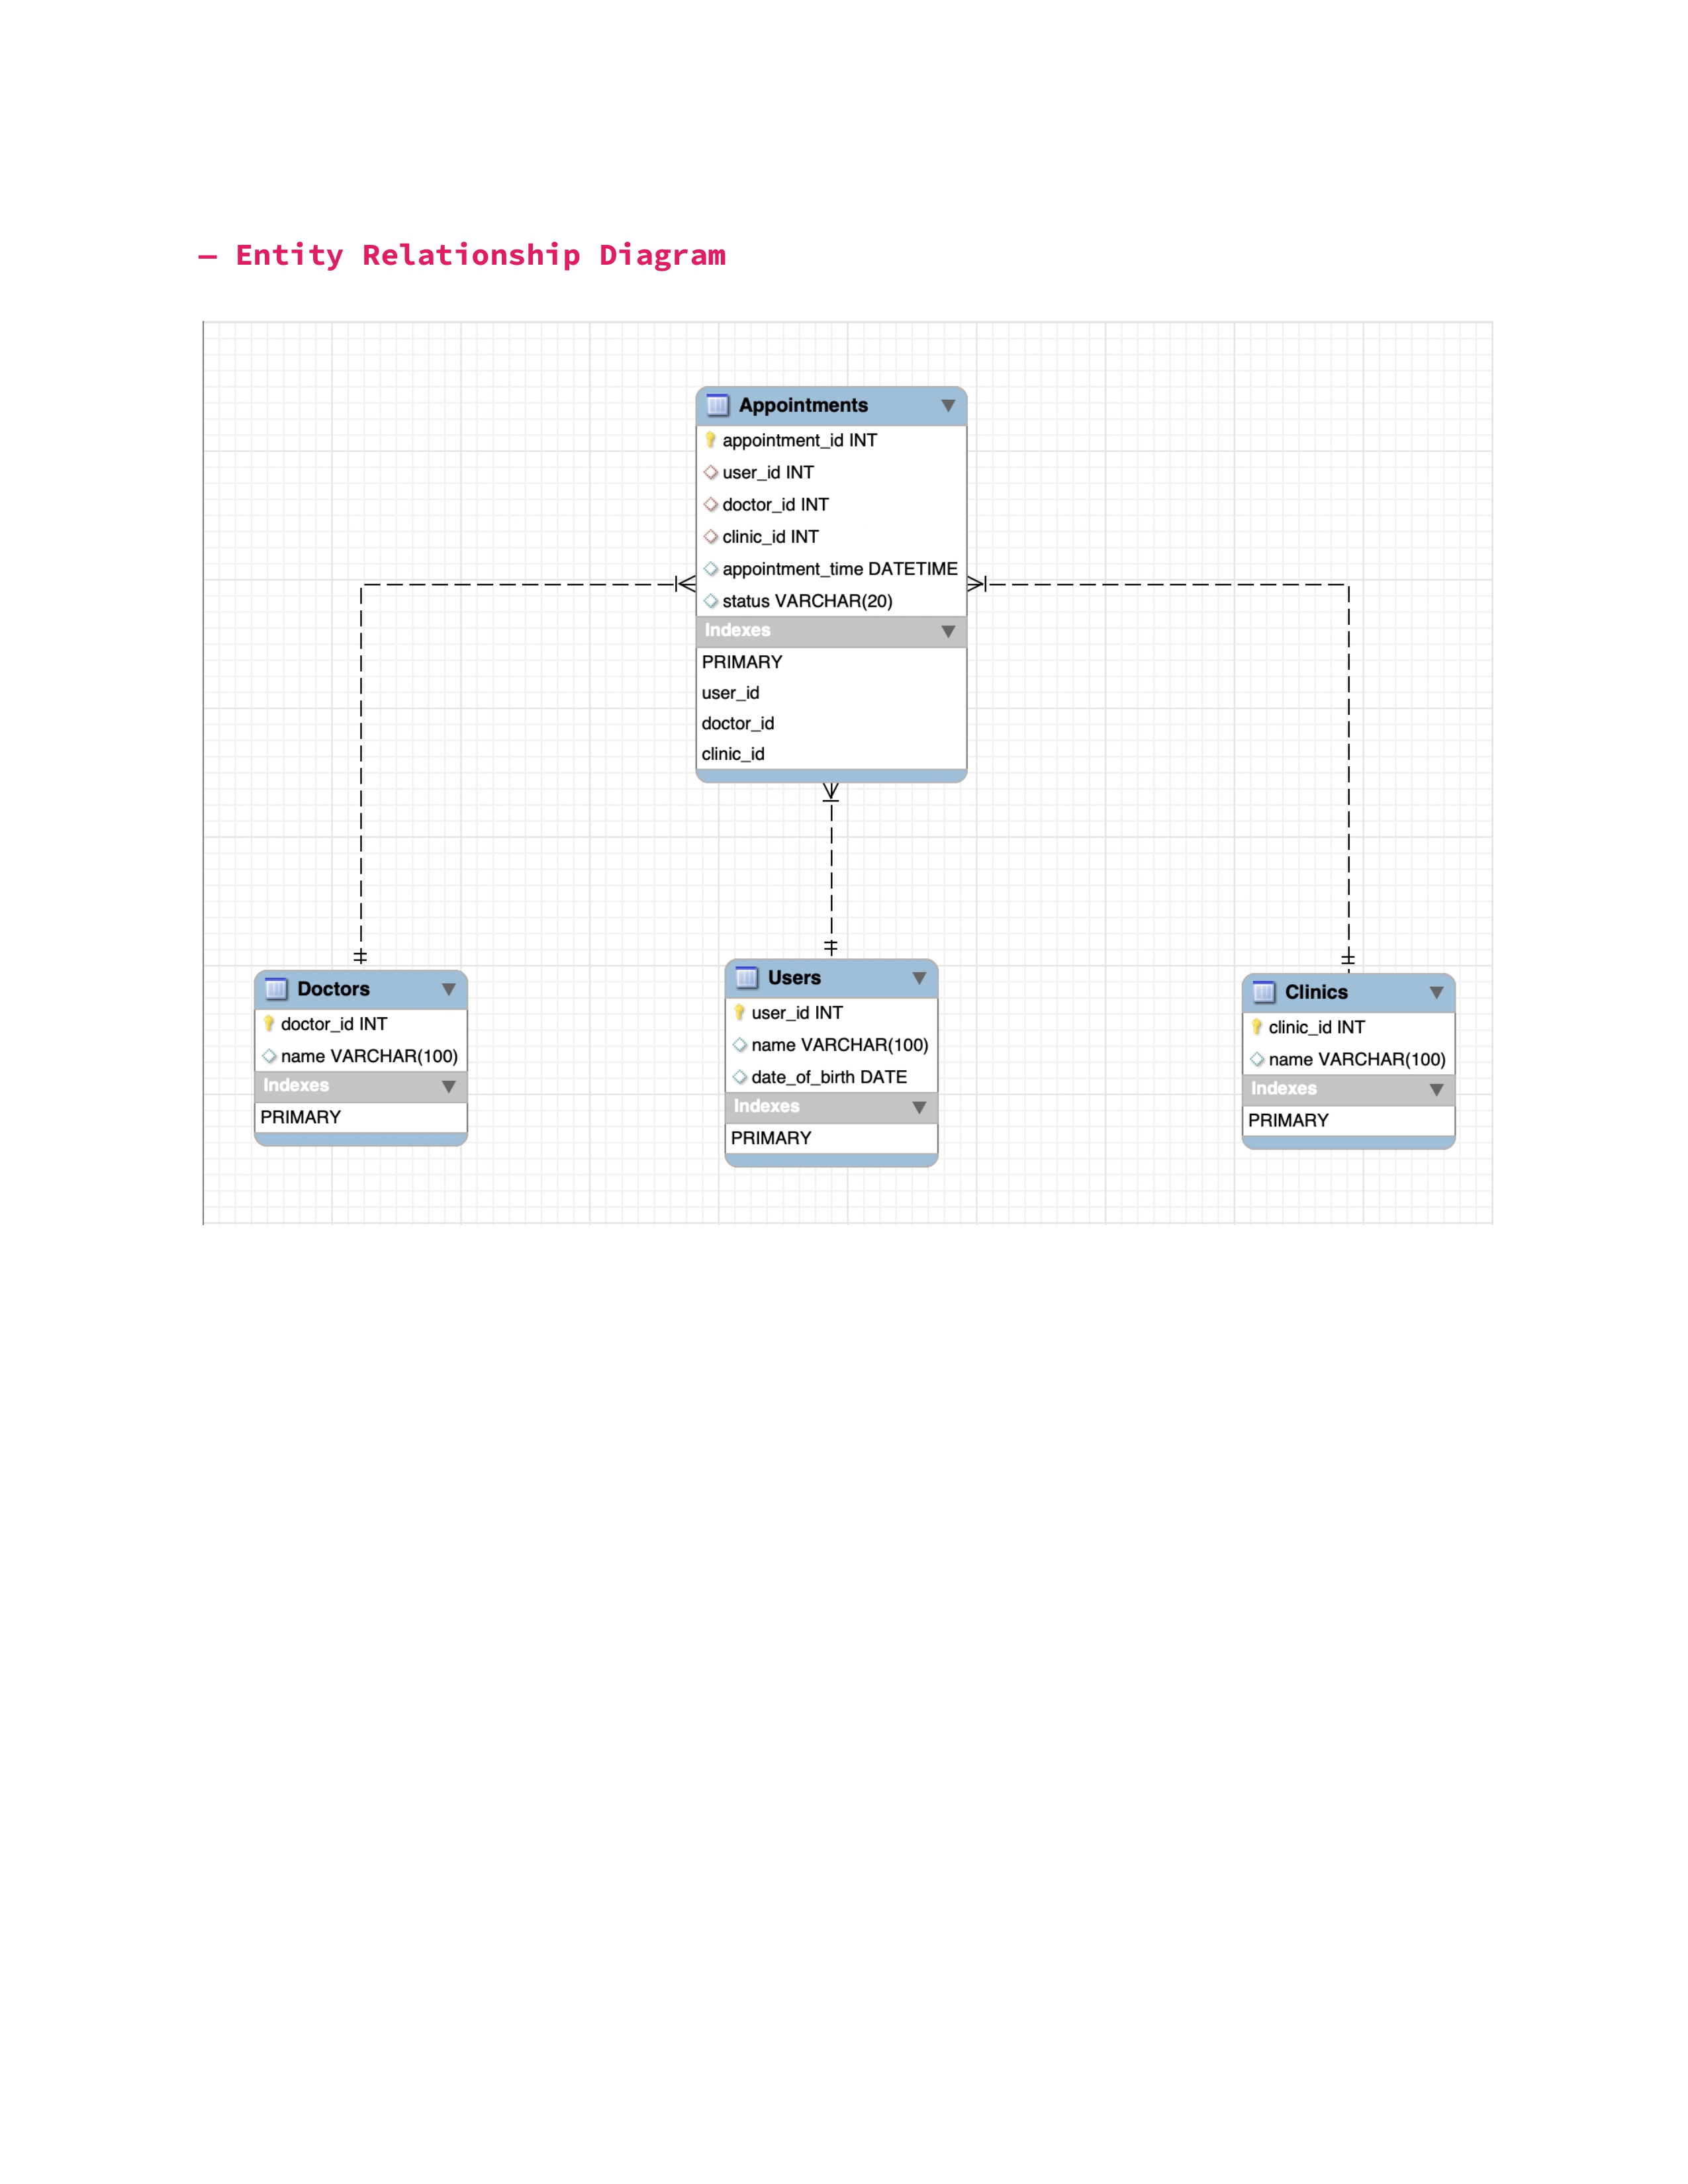 — Entity Relationship Diagram
Appointments
appointment_id INT
user_id INT
doctor_id INT
clinic_id INT
appointment_time DATETIME
status VARCHAR(20)
Indexes
PRIMARY
user_id
doctor_id
clinic_id
Doctors
doctor_id INT
name VARCHAR(100)
Indexes
PRIMARY
Users
user_id INT
name VARCHAR(100)
date_of_birth DATE
Indexes
PRIMARY
Clinics
clinic_id INT
name VARCHAR(100)
Indexes
PRIMARY